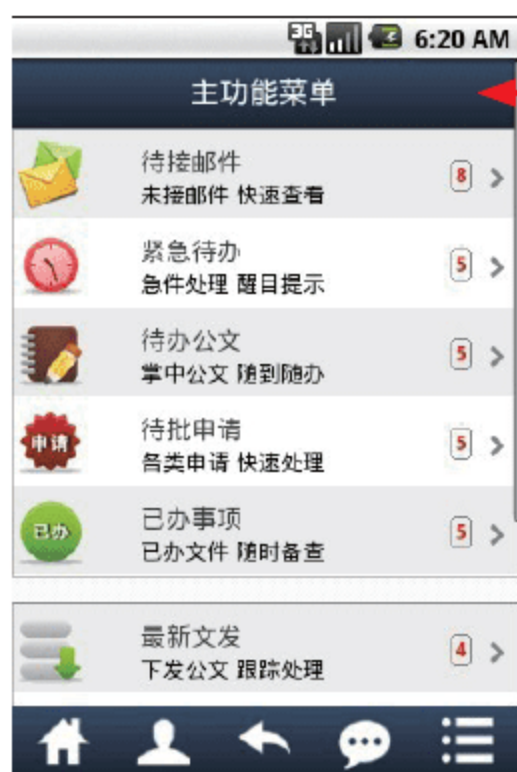 3G
6:20 AM
主功能菜单
待接邮件
未接邮件 快速查看
8
紧急待办
急件处理 醒目提示
5
待办公文
掌中公文 随到随办
5
申请
待批申请
各类申请 快速处理
5
已办
已办事项
已办文件 随时备查
5
最新文发
下发公文 跟踪处理
4